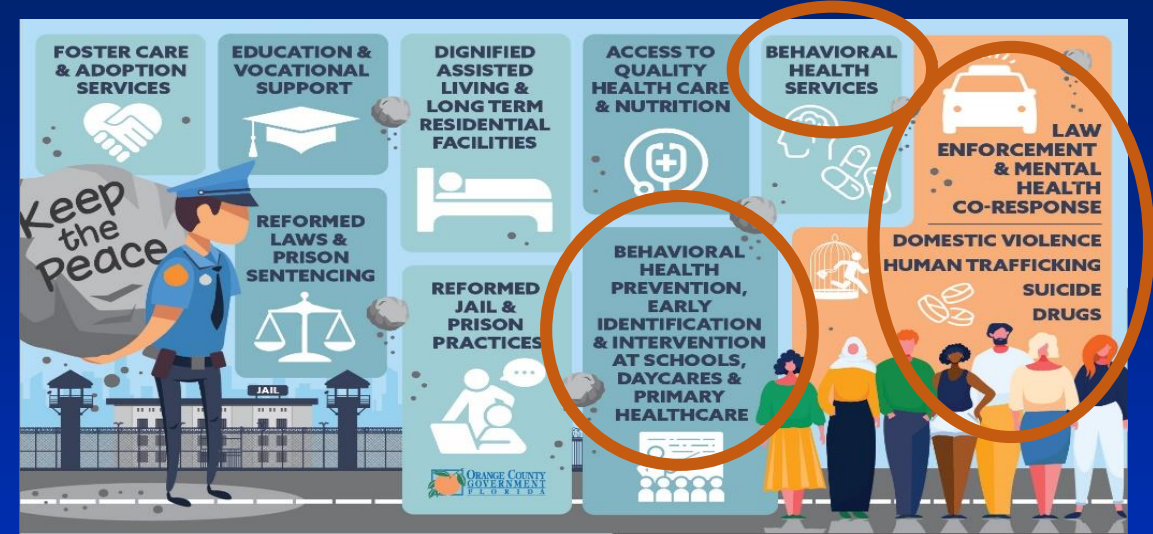 FOSTER CARE
& ADOPTION
SERVICES
EDUCATION &
VOCATIONAL
SUPPORT
DIGNIFIED
ASSISTED
LIVING &
LONG TERM
RESIDENTIAL
FACILITIES
ACCESS TO
QUALITY
HEALTH CARE
& NUTRITION
BEHAVIORAL
HEALTH
SERVICES
LAW
ENFORCEMENT
& MENTAL
HEALTH
CO-RESPONSE
DOMESTIC VIOLENCE
HUMAN TRAFFICKING
SUICIDE
DRUGS
Keep
the
Peace
REFORMED
LAWS &
PRISON
SENTENCING
REFORMED
JAIL &
PRISON
PRACTICES
BEHAVIORAL
HEALTH
PREVENTION,
EARLY
IDENTIFICATION
& INTERVENTION
AT SCHOOLS,
DAYCARES &
PRIMARY
HEALTHCARE
JAIL
ORANGE COUNTY
GOVERNMENT
FLORIDA